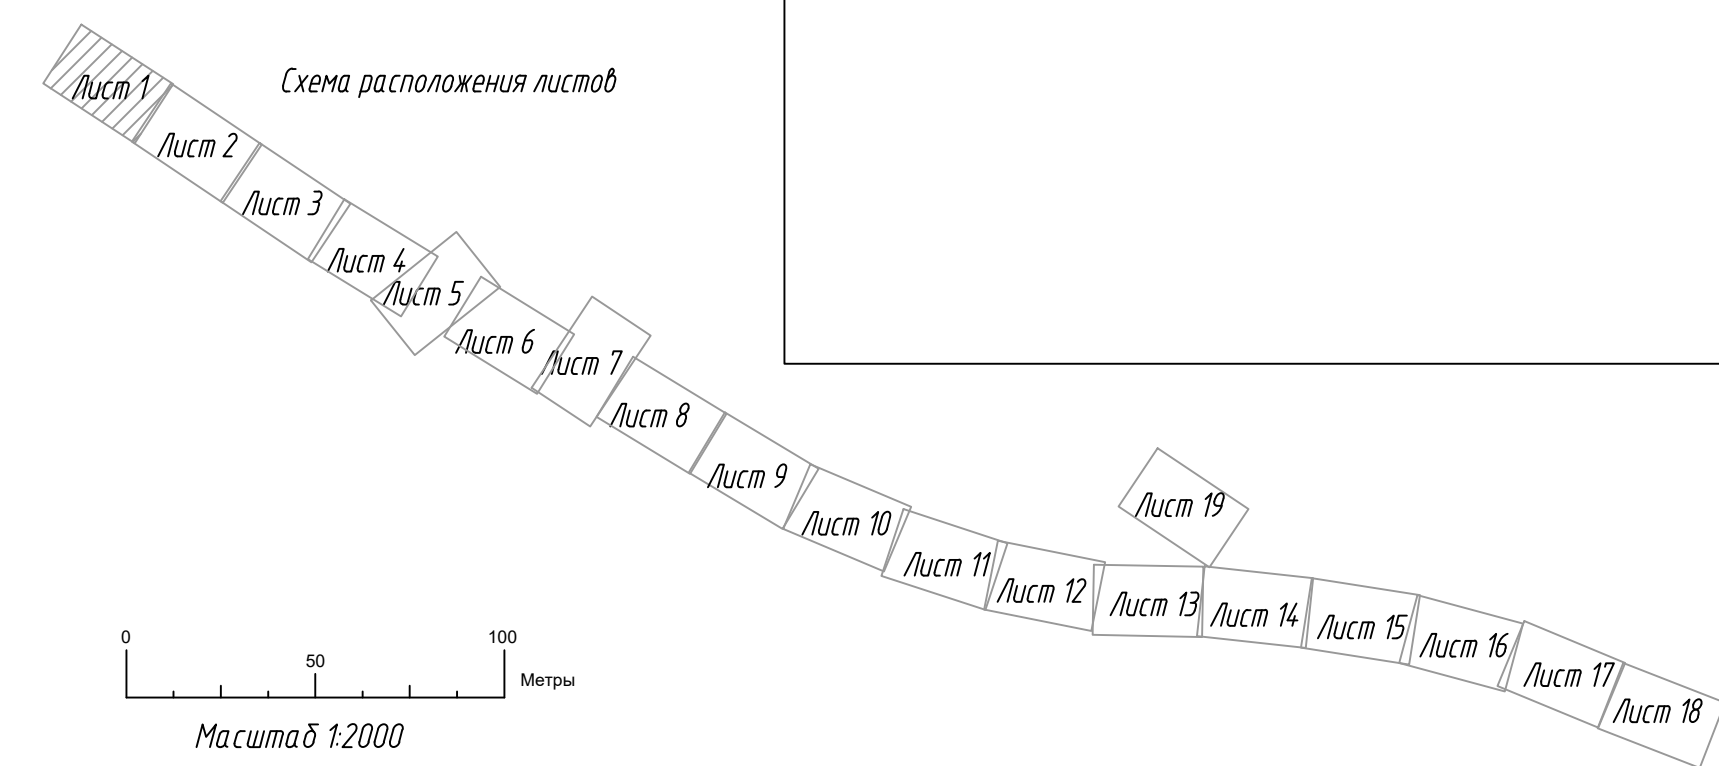 Схема расположения листов
Лист 1
Лист 2
Лист 3
Лист 4
Лист 5
Лист 6
Лист 7
Лист 8
Лист 9
Лист 10
Лист 11
Лист 12
Лист 13
Лист 14
Лист 15
Лист 16
Лист 17
Лист 18
Лист 19
0 50 100 Метры
Масштаб 1:2000